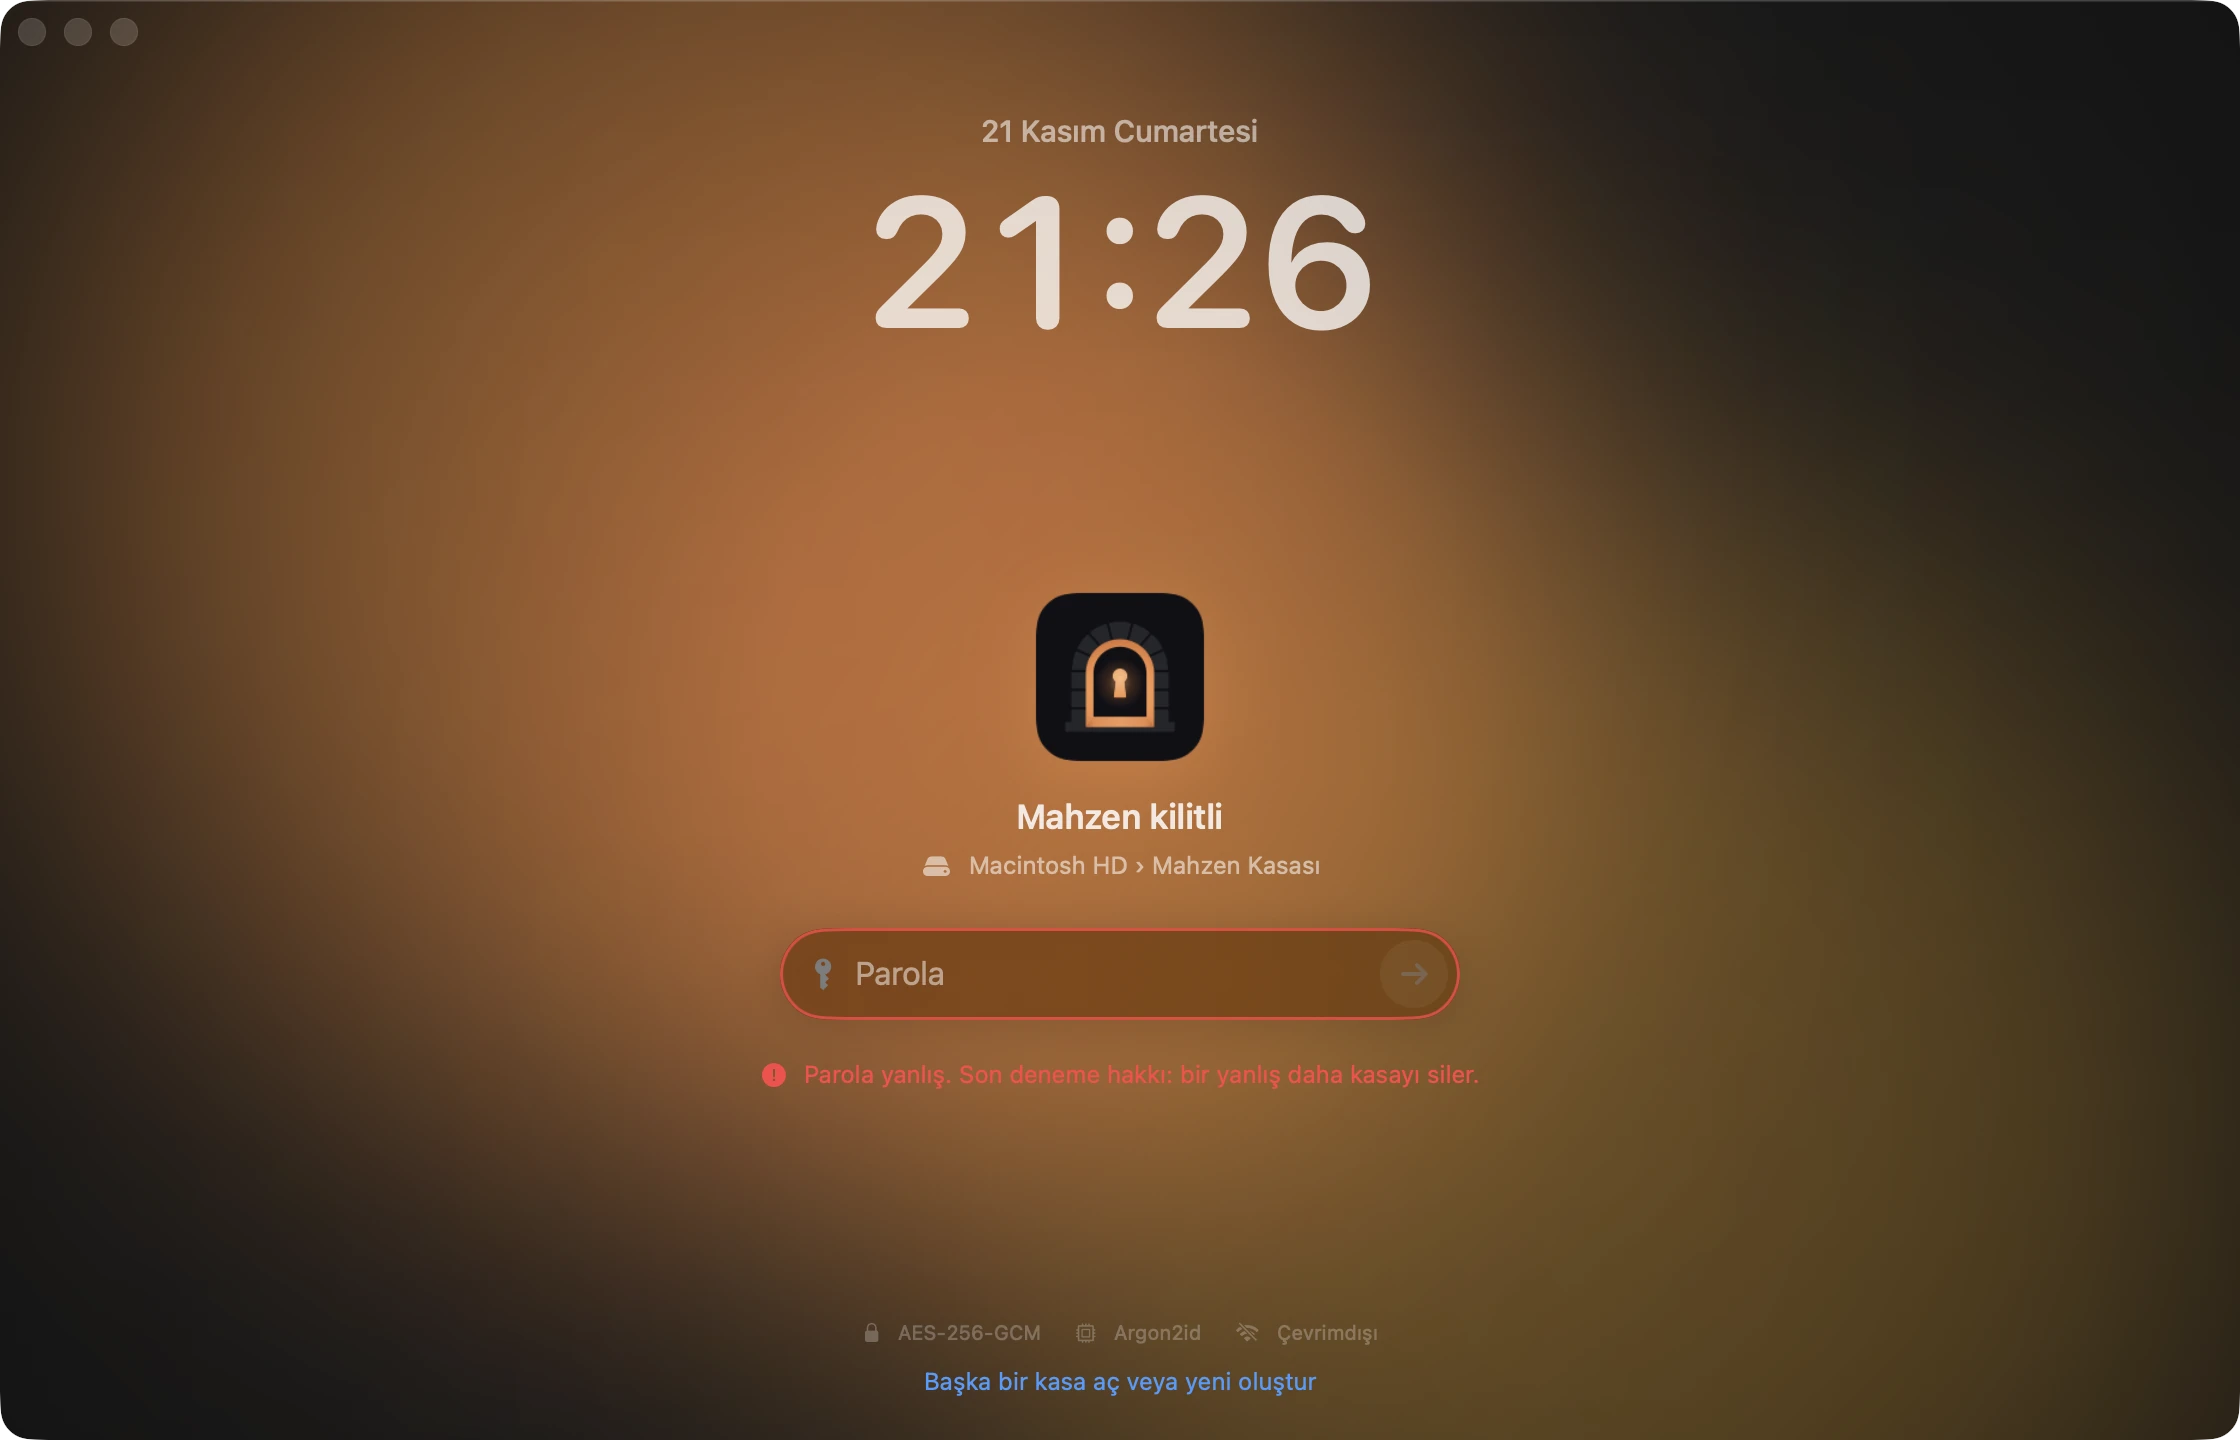 21 Kasım Cumartesi
21:26
Mahzen kilitli
Macintosh HD › Mahzen Kasası
Parola
Parola yanlış. Son deneme hakkı: bir yanlış daha kasayı siler.
AES-256-GCM Argon2id Çevrimdışı
Başka bir kasa aç veya yeni oluştur